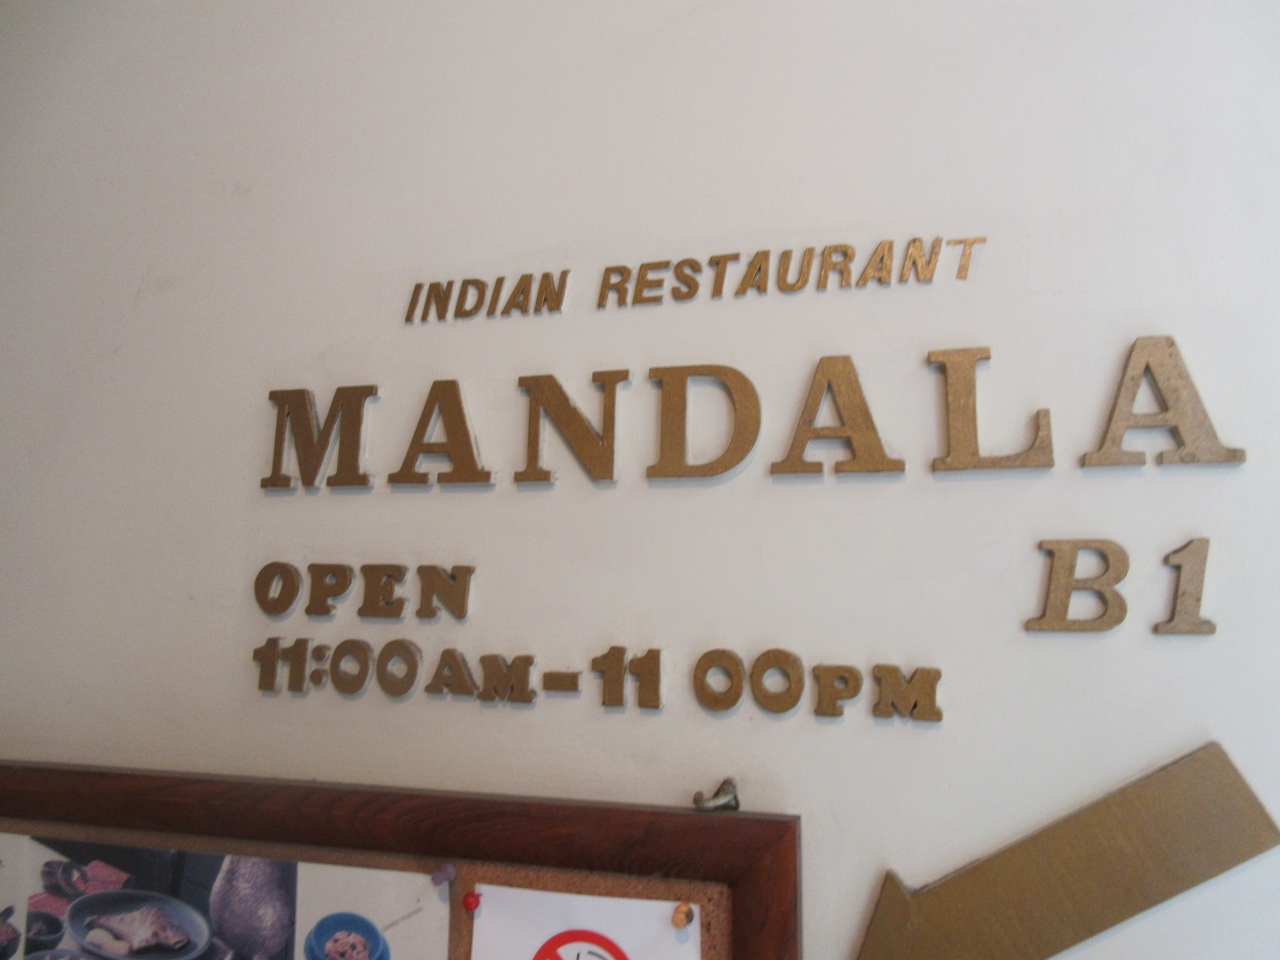 INDIAN RESTAURANT
MANDALA
B1
OPEN
11:00AM-11 00PM